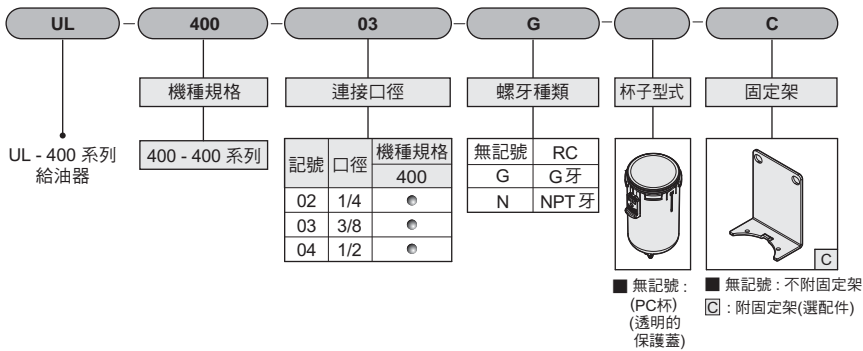 UL - 400 - 03 - G - - C
機種規格 連接口徑 螺牙種類 杯子型式 固定架
UL - 400 系列
給油器
400 - 400 系列
記號 口徑 機種規格
400
02 1/4
03 3/8
04 1/2
無記號 RC
G G牙
N NPT 牙
C
■ 無記號 :
(PC杯)
(透明的
保護蓋)
■ 無記號 : 不附固定架
C : 附固定架(選配件)